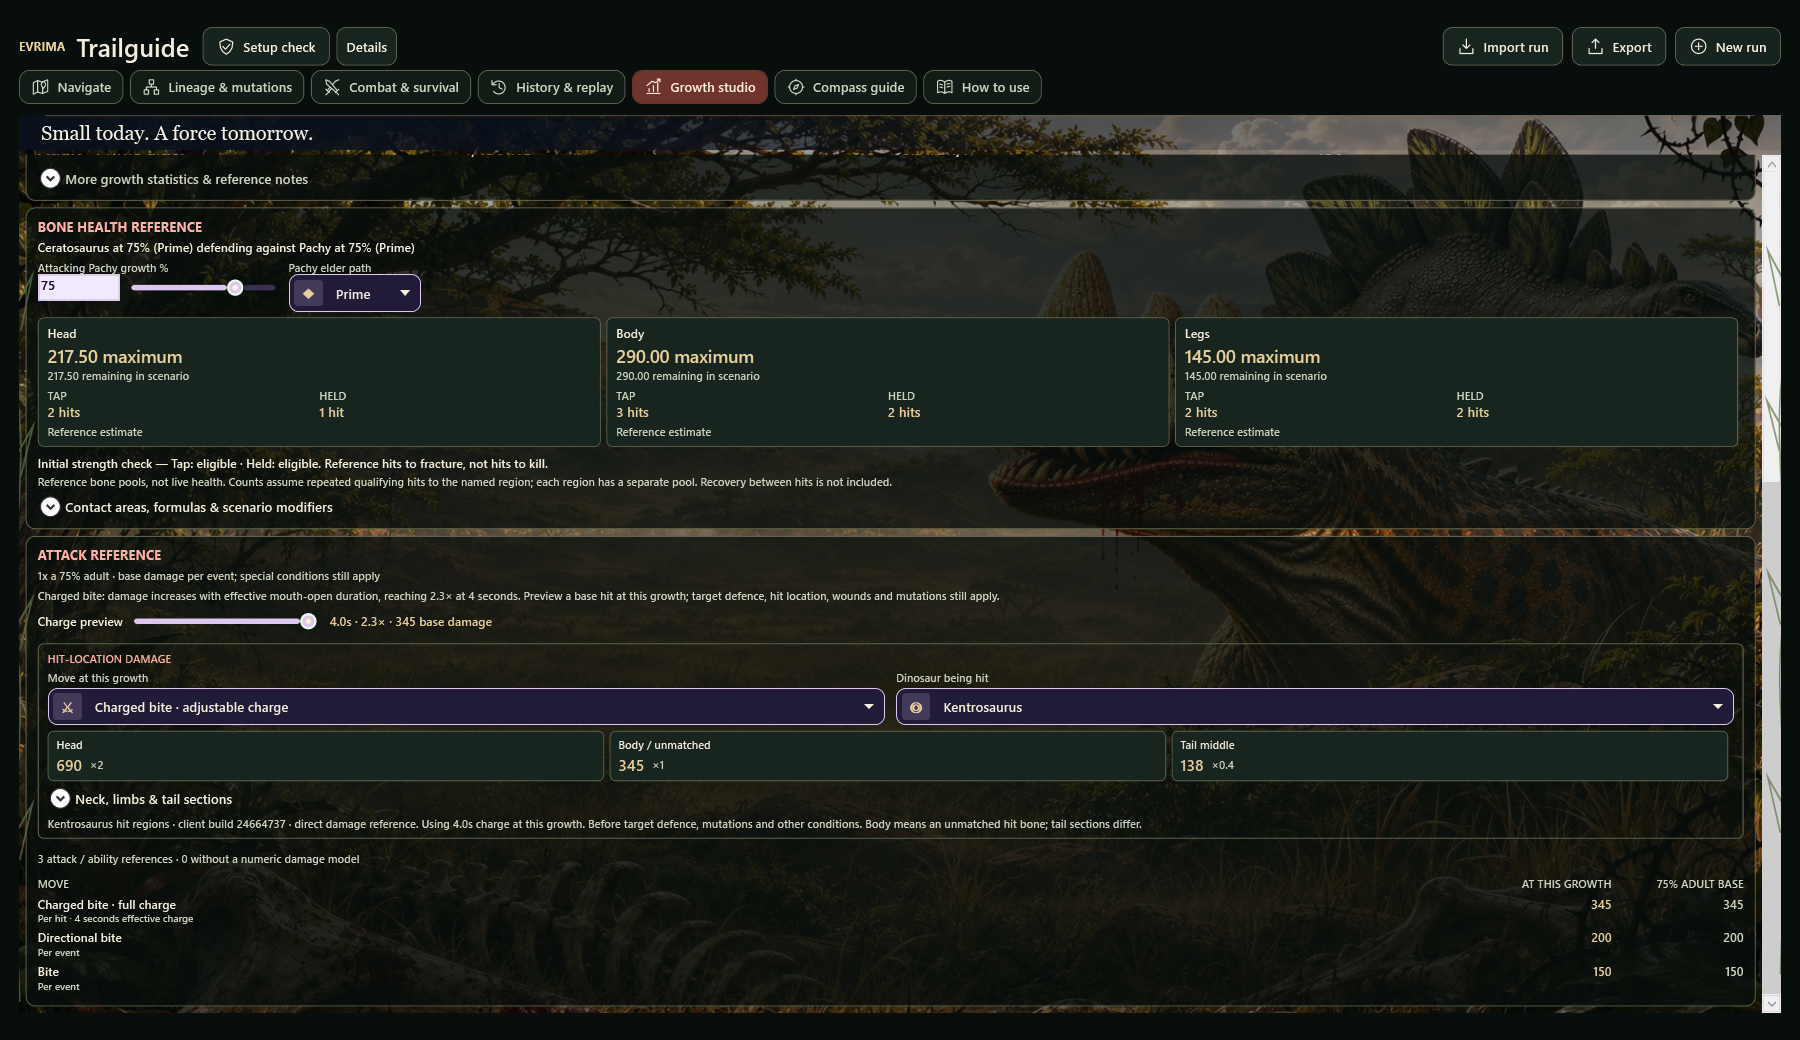 EVRIMA Trailguide Setup check Details Import run Export New run
Navigate Lineage & mutations Combat & survival History & replay Growth studio Compass guide How to use
Small today. A force tomorrow.
More growth statistics & reference notes
BONE HEALTH REFERENCE
Ceratosaurus at 75% (Prime) defending against Pachy at 75% (Prime)
Attacking Pachy growth % Pachy elder path
75 Prime
Head
217.50 maximum
217.50 remaining in scenario
TAP HELD
2 hits 1 hit
Reference estimate
Body
290.00 maximum
290.00 remaining in scenario
TAP HELD
3 hits 2 hits
Reference estimate
Legs
145.00 maximum
145.00 remaining in scenario
TAP HELD
2 hits 2 hits
Reference estimate
Initial strength check — Tap: eligible · Held: eligible. Reference hits to fracture, not hits to kill.
Reference bone pools, not live health. Counts assume repeated qualifying hits to the named region; each region has a separate pool. Recovery between hits is not included.
Contact areas, formulas & scenario modifiers
ATTACK REFERENCE
1x a 75% adult · base damage per event; special conditions still apply
Charged bite: damage increases with effective mouth-open duration, reaching 2.3× at 4 seconds. Preview a base hit at this growth; target defence, hit location, wounds and mutations still apply.
Charge preview 4.0s · 2.3× · 345 base damage
HIT-LOCATION DAMAGE
Move at this growth Dinosaur being hit
Charged bite · adjustable charge Kentrosaurus
Head
690 ×2
Body / unmatched
345 ×1
Tail middle
138 ×0.4
Neck, limbs & tail sections
Kentrosaurus hit regions · client build 24664737 · direct damage reference. Using 4.0s charge at this growth. Before target defence, mutations and other conditions. Body means an unmatched hit bone; tail sections differ.
3 attack / ability references · 0 without a numeric damage model
MOVE AT THIS GROWTH 75% ADULT BASE
Charged bite · full charge 345 345
Per hit · 4 seconds effective charge
Directional bite 200 200
Per event
Bite 150 150
Per event